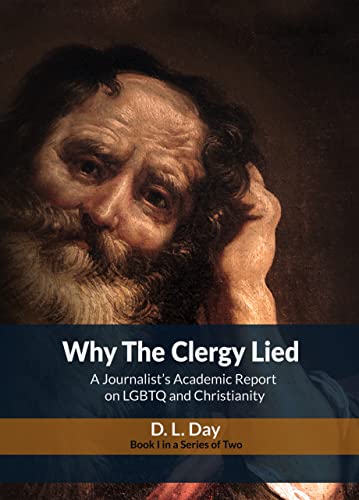 Why The Clergy Lied
A Journalist's Academic Report
on LGBTQ and Christianity
D. L. Day
Book I in a Series of Two